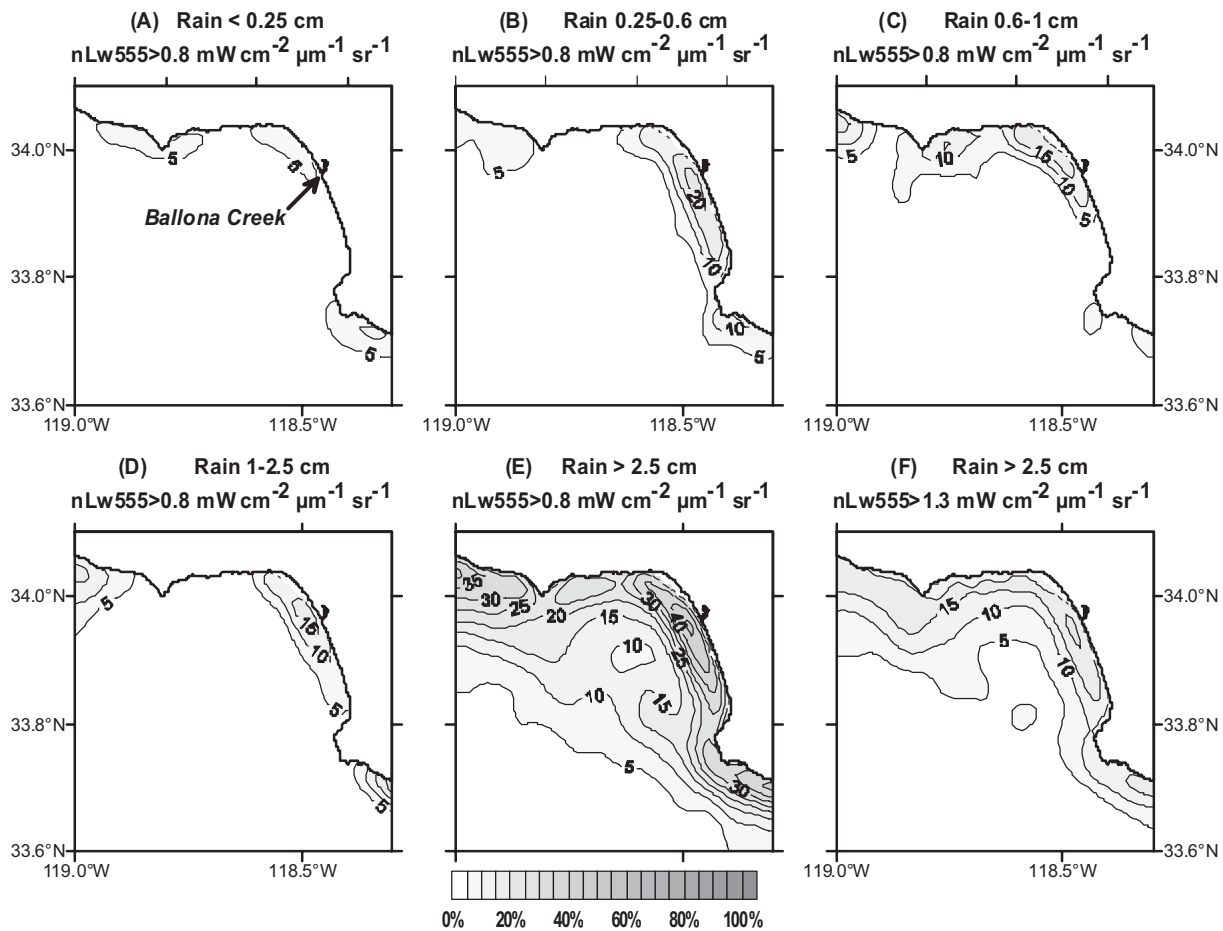 (A) Rain < 0.25 cm
nLw555>0.8 mW cm-2 µm-1 sr-1
(B) Rain 0.25-0.6 cm
nLw555>0.8 mW cm-2 µm-1 sr-1
(C) Rain 0.6-1 cm
nLw555>0.8 mW cm-2 µm-1 sr-1
34.0°N
33.8°N
33.6°N
5
5
5
Ballona Creek
119.0°W
118.5°W
5
20
10
10
5
119.0°W
118.5°W
5
10
15
10
5
34.0°N
33.8°N
33.6°N
119.0°W
118.5°W
(D) Rain 1-2.5 cm
nLw555>0.8 mW cm-2 µm-1 sr-1
(E) Rain > 2.5 cm
nLw555>0.8 mW cm-2 µm-1 sr-1
(F) Rain > 2.5 cm
nLw555>1.3 mW cm-2 µm-1 sr-1
34.0°N
33.8°N
33.6°N
5
15
10
5
5
119.0°W
118.5°W
35
30
25
20
15
30
40
25
10
10
15
5
30
0% 20% 40% 60% 80% 100%
15
10
5
10
34.0°N
33.8°N
33.6°N
119.0°W
118.5°W